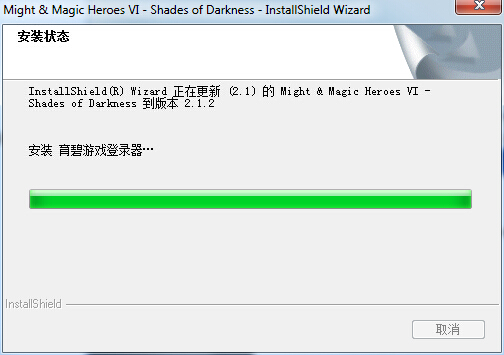 Might & Magic Heroes VI - Shades of Darkness - InstallShield Wizard
安装状态
InstallShield(R) Wizard 正在更新 (2.1) 的 Might & Magic Heroes VI -
Shades of Darkness 到版本 2.1.2
安装 育碧游戏登录器…
InstallShield
取消